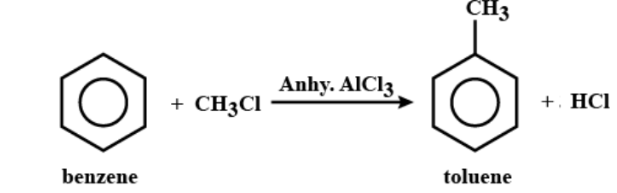 CH3
+ CH3Cl
Anhy. AlCl3
+ HCl
benzene
toluene